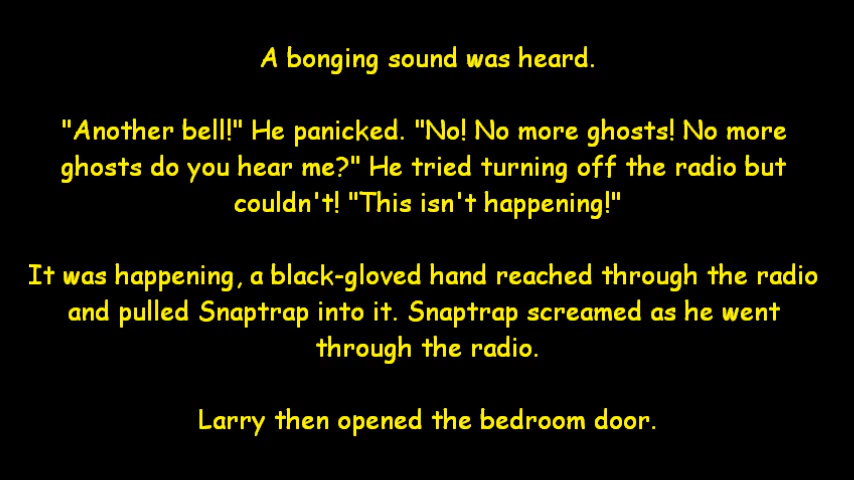 A bonging sound was heard.
"Another bell!" He panicked. "No! No more ghosts! No more
ghosts do you hear me?" He tried turning off the radio but
couldn't! "This isn't happening!"
It was happening, a black-gloved hand reached through the radio
and pulled Snaptrap into it. Snaptrap screamed as he went
through the radio.
Larry then opened the bedroom door.